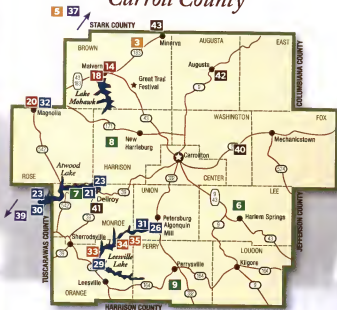 Carroll County
5 37
STARK COUNTY
43
BROWN
3
Minerva
AUGUSTA
EAST
COLUMBIANA COUNTY
Malvern
14
18
Augusta
42
Great Trail
Festival
Lake
Mohawk
20 32
Magnolia
WASHINGTON
FOX
8
New
Harrisburg
Carrollton
40
Mechanicstown
Atwood
Lake
HARRISON
ROSE
CENTER
LEE
23
23
7 21
Dellroy
UNION
39
30
41
6
Harlem Springs
JEFFERSON COUNTY
MONROE
31 26
Petersburg
Algonquin
Mill
TUSCARAWAS COUNTY
Sherrodsville
33
34 35
PERRY
LOUDON
29
Leesville
Lake
Perrysville
Kilgore
Leesville
9
ORANGE
HARRISON COUNTY